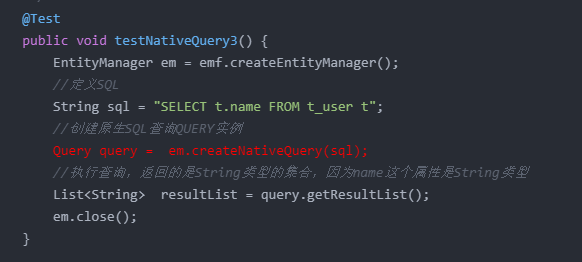 @Test
public void testNativeQuery3() {
EntityManager em = emf.createEntityManager();
//定义SQL
String sql = "SELECT t.name FROM t_user t";
//创建原生SQL查询QUERY实例
Query query =  em.createNativeQuery(sql);
//执行查询，返回的是String类型的集合，因为name这个属性是String类型
List<String>  resultList = query.getResultList();
em.close();
}